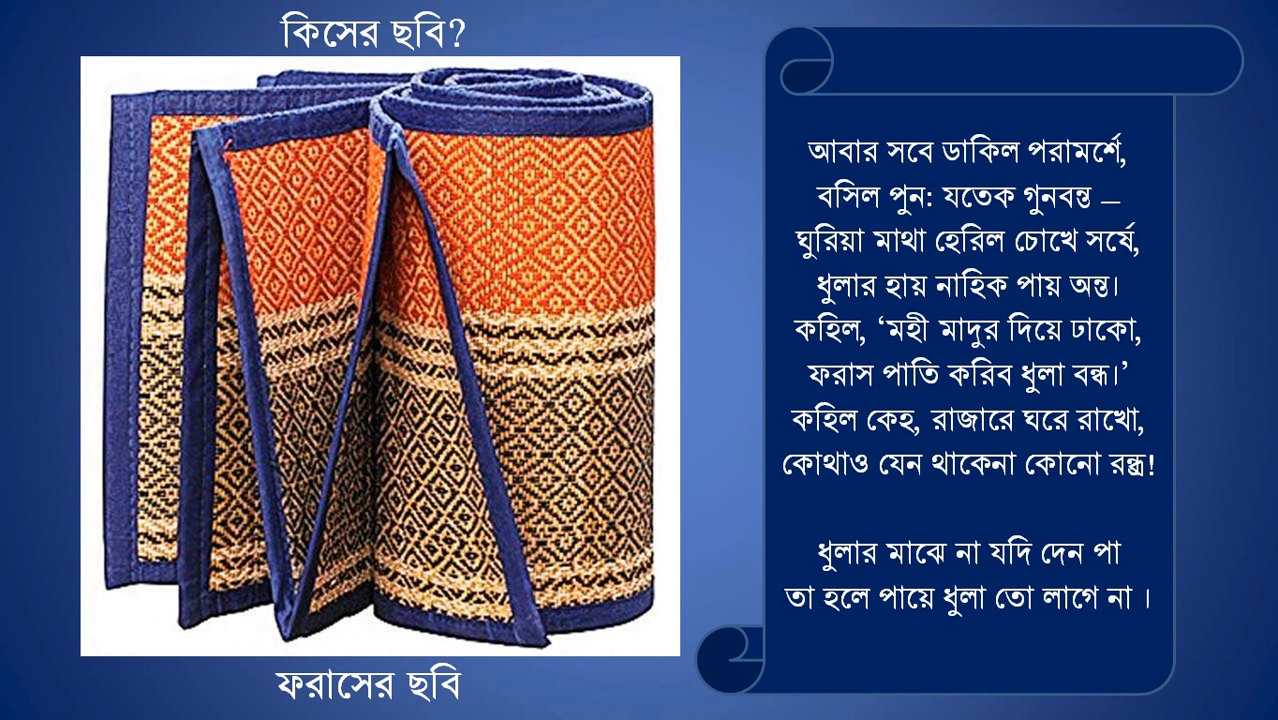 কিসের ছবি?
ফরাসের ছবি
আবার সবে ডাকিল পরামর্শে,
বসিল পুন: যতেক গুনবন্ত –
ঘুরিয়া মাথা হেরিল চোখে সর্ষে,
ধুলার হায় নাহিক পায় অন্ত।
কহিল, ‘মহী মাদুর দিয়ে ঢাকো,
ফরাস পাতি করিব ধুলা বন্ধ।’
কহিল কেহ, রাজারে ঘরে রাখো,
কোথাও যেন থাকেনা কোনো রন্ধ্র!
ধুলার মাঝে না যদি দেন পা
তা হলে পায়ে ধুলা তো লাগে না ।